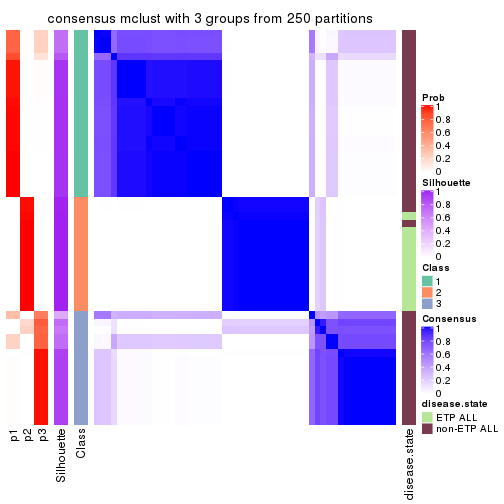 consensus mclust with 3 groups from 250 partitions
Prob
1
0.8
0.6
0.4
0.2
0
Silhouette
1
0.8
0.6
0.4
0.2
0
Class
1
2
3
Consensus
1
0.8
0.6
0.4
0.2
0
disease.state
ETP ALL
non-ETP ALL
p1
p2
p3
Silhouette
Class
disease.state